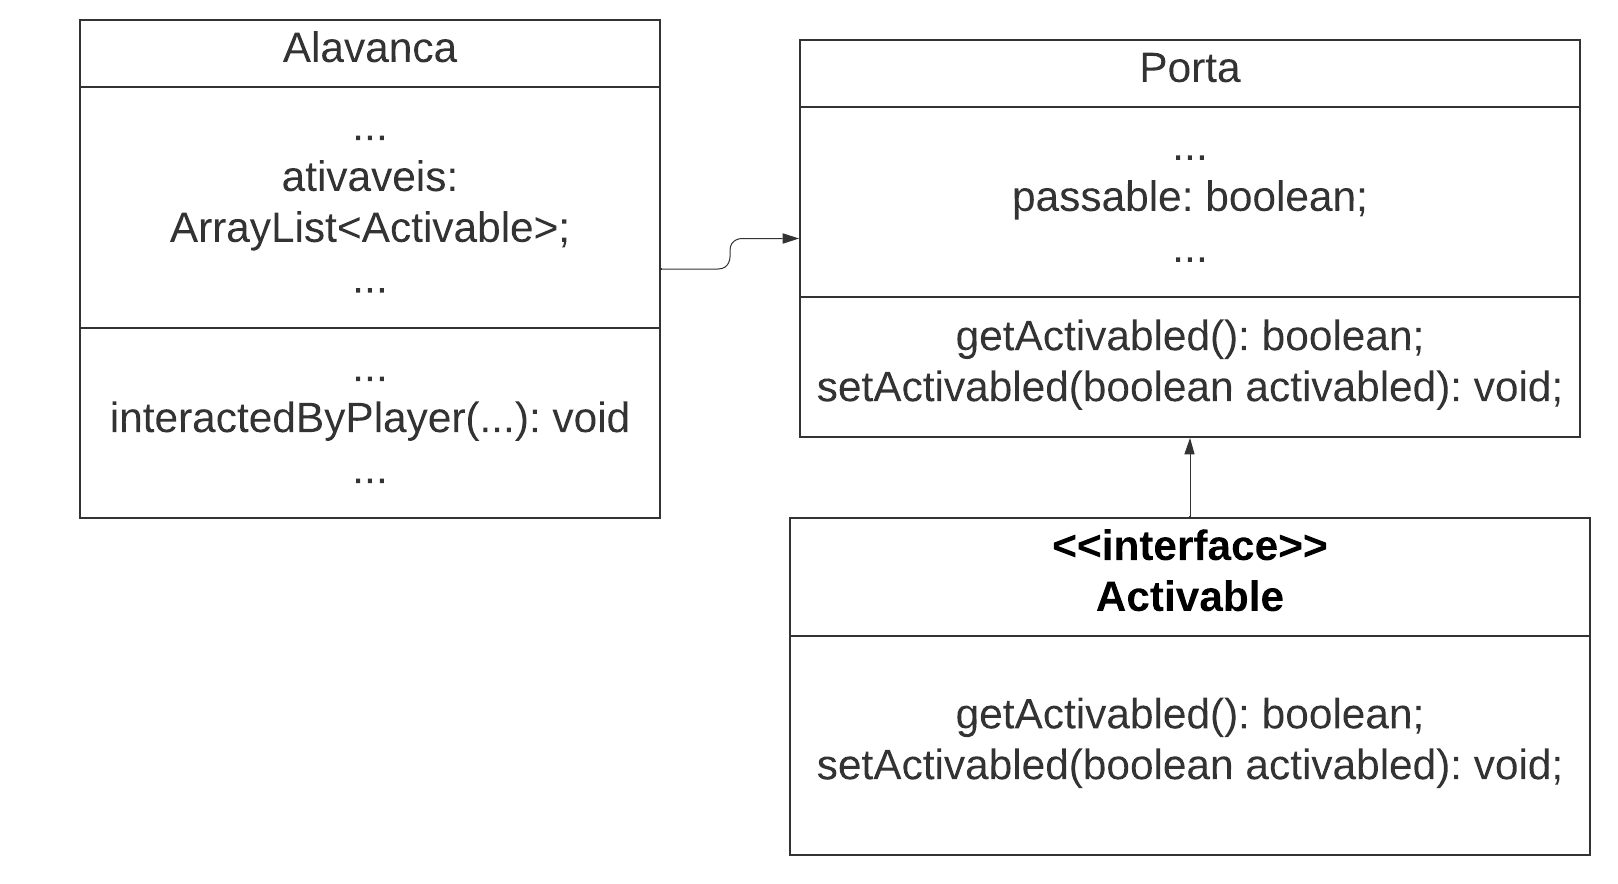 Alavanca
...
ativaveis:
ArrayList<Activable>;
...
...
interactedByPlayer(...): void
...
Porta
...
passable: boolean;
...
getActivabled(): boolean;
setActivabled(boolean activabled): void;
<<interface>>
Activable
getActivabled(): boolean;
setActivabled(boolean activabled): void;